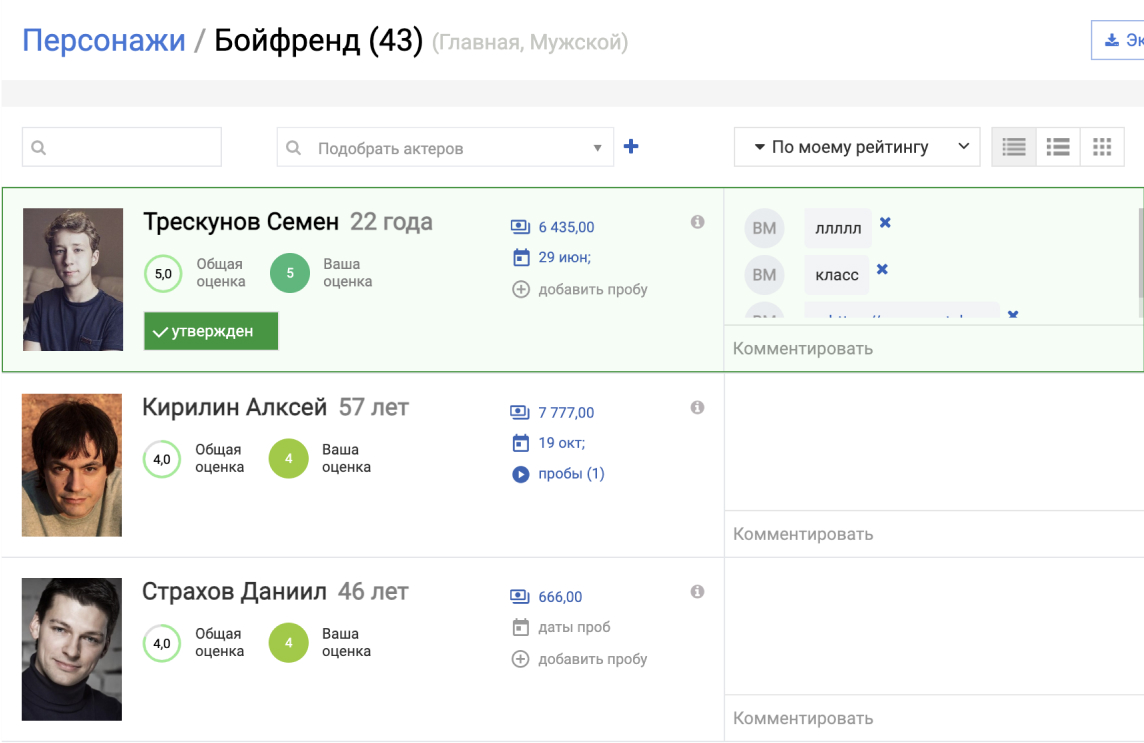 Персонажи / Бойфренд (43) (Главная, Мужской)
Подобрать актеров
По моему рейтингу
Трескунов Семен 22 года
5,0 Общая оценка 5 Ваша оценка
утвержден
6 435,00
29 июн;
добавить пробу
ВМ ллллл
ВМ класс
Комментировать
Кирилин Алксей 57 лет
4,0 Общая оценка 4 Ваша оценка
7 777,00
19 окт;
пробы (1)
Комментировать
Страхов Даниил 46 лет
4,0 Общая оценка 4 Ваша оценка
666,00
даты проб
добавить пробу
Комментировать